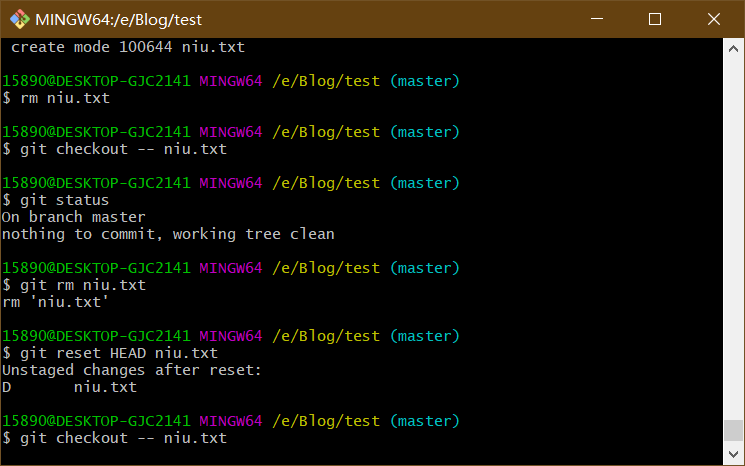 MINGW64:/e/Blog/test
create mode 100644 niu.txt
15890@DESKTOP-GJC2141 MINGW64 /e/Blog/test (master)
$ rm niu.txt
15890@DESKTOP-GJC2141 MINGW64 /e/Blog/test (master)
$ git checkout -- niu.txt
15890@DESKTOP-GJC2141 MINGW64 /e/Blog/test (master)
$ git status
On branch master
nothing to commit, working tree clean
15890@DESKTOP-GJC2141 MINGW64 /e/Blog/test (master)
$ git rm niu.txt
rm 'niu.txt'
15890@DESKTOP-GJC2141 MINGW64 /e/Blog/test (master)
$ git reset HEAD niu.txt
Unstaged changes after reset:
D       niu.txt
15890@DESKTOP-GJC2141 MINGW64 /e/Blog/test (master)
$ git checkout -- niu.txt